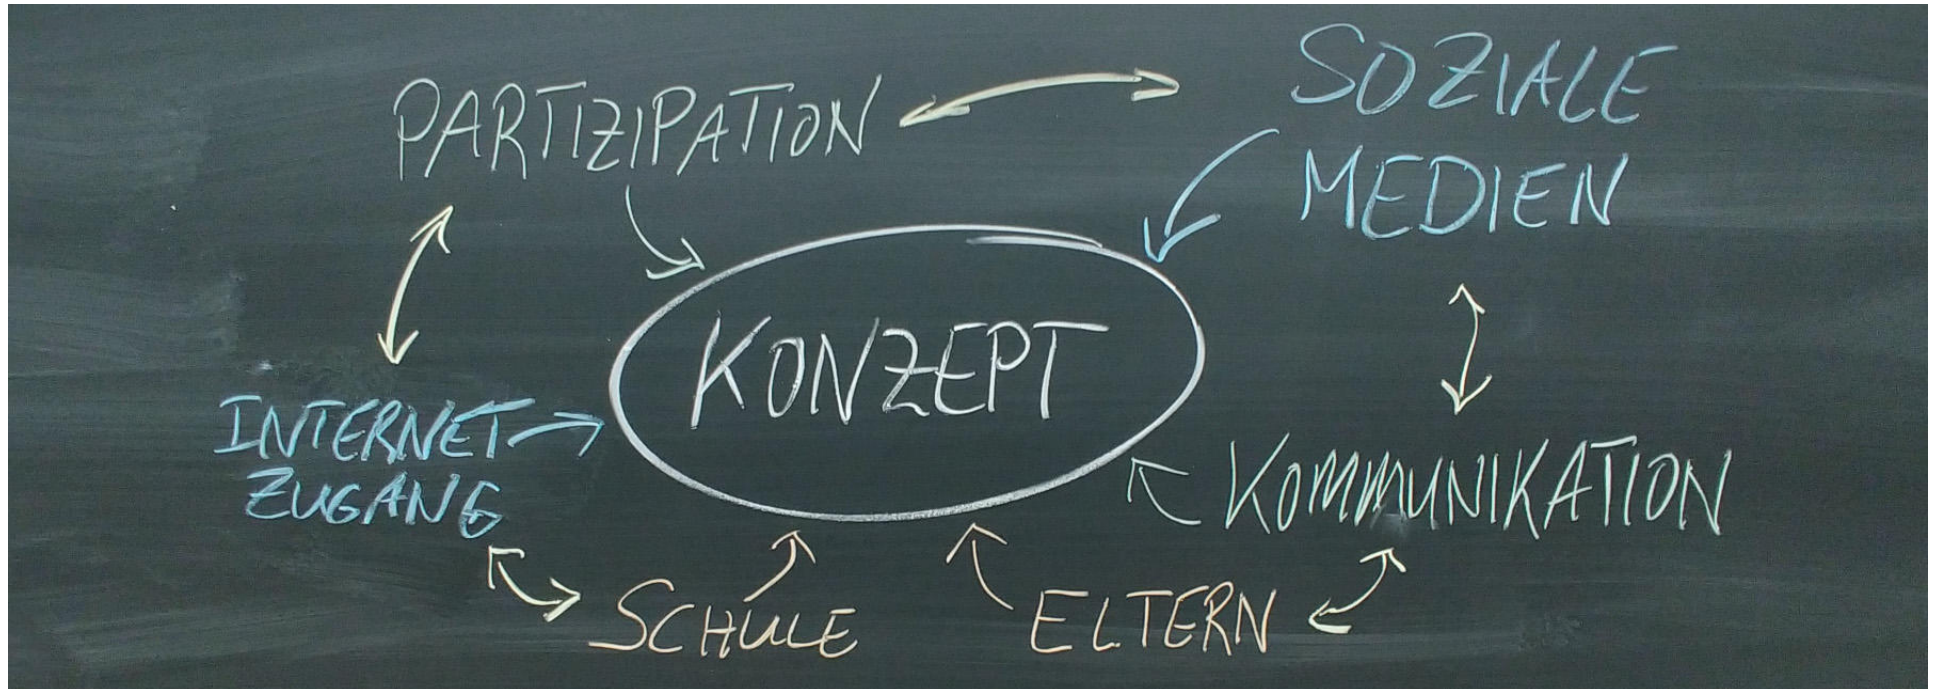 PARTIZIPATION
SOZIALE
MEDIEN
KONZEPT
INTERNET
ZUGANG
KOMMUNIKATION
SCHULE
ELTERN